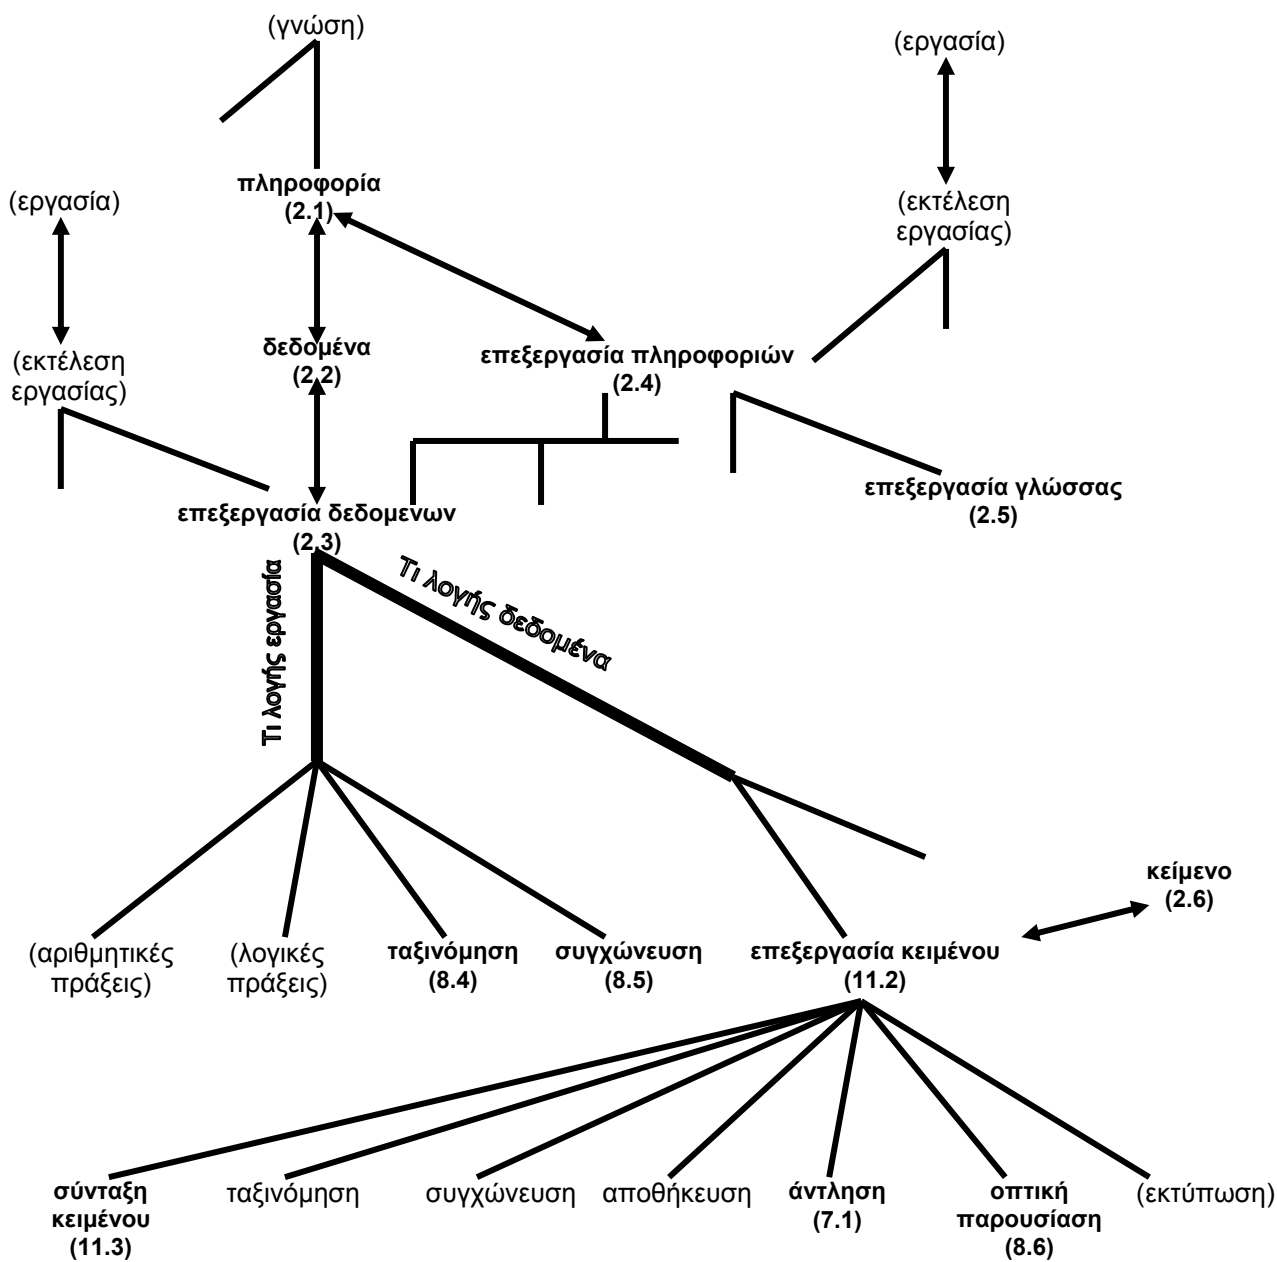 (γνώση)
(εργασία)
πληροφορία
(2.1)
(εργασία)
(εκτέλεση
εργασίας)
δεδομένα
(2.2)
επεξεργασία πληροφοριών
(2.4)
(εκτέλεση
εργασίας)
επεξεργασία γλώσσας
(2.5)
επεξεργασία δεδομενων
(2.3)
Τι λογής εργασία
Τι λογής δεδομένα
κείμενο
(2.6)
(αριθμητικές
πράξεις)
(λογικές
πράξεις)
ταξινόμηση
(8.4)
συγχώνευση
(8.5)
επεξεργασία κειμένου
(11.2)
σύνταξη
κειμένου
(11.3)
ταξινόμηση
συγχώνευση
αποθήκευση
άντληση
(7.1)
οπτική
παρουσίαση
(8.6)
(εκτύπωση)